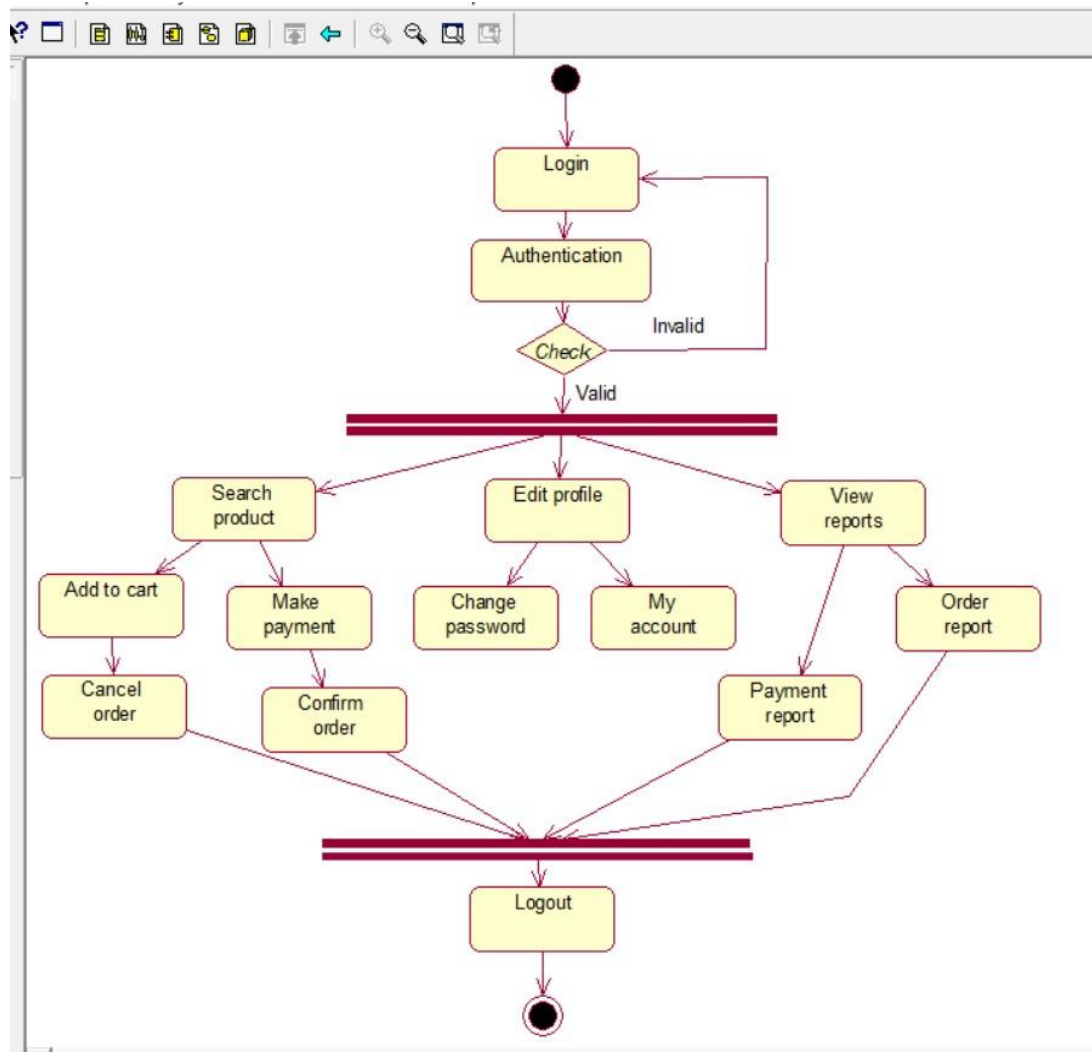 Login
Authentication
Invalid
Check
Valid
Search
product
Edit profile
View
reports
Add to cart
Make
payment
Change
password
My
account
Order
report
Cancel
order
Confirm
order
Payment
report
Logout